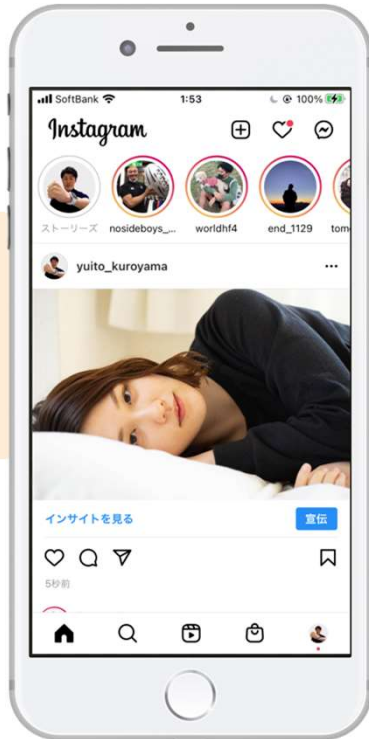 SoftBank
1:53
100%
Instagram
ストーリーズ
nosideboys_...
worldhf4
end_1129
tom
yuito_kuroyama
インサイトを見る
宣伝
5秒前